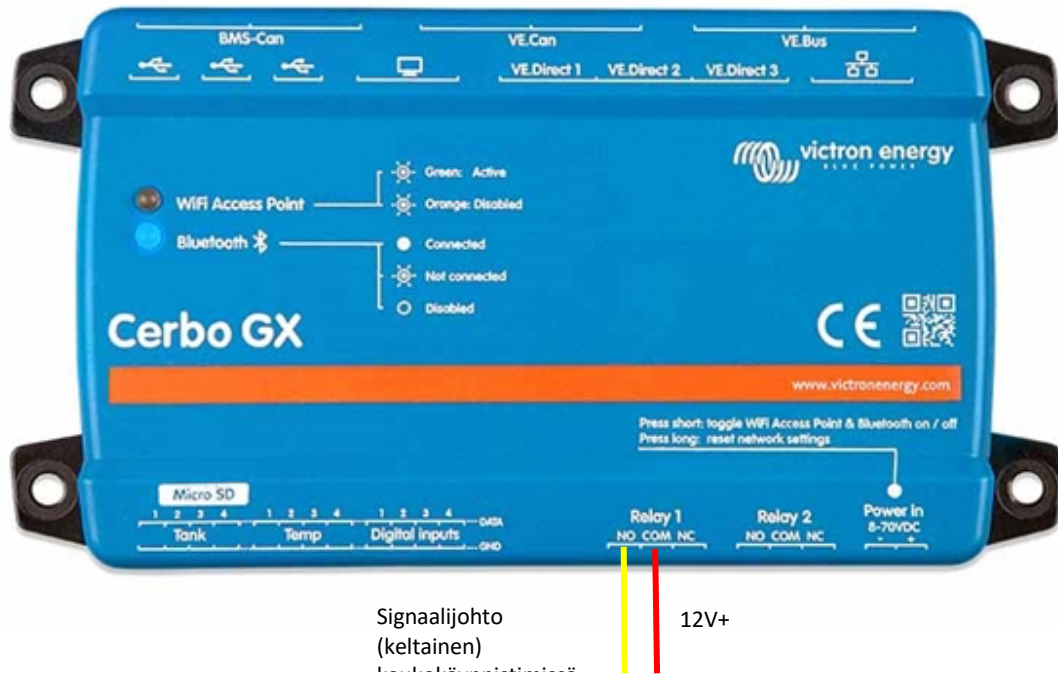 BMS-Can VE.Can VE.Bus
VE.Direct 1 VE.Direct 2 VE.Direct 3
victron energy
BLUE POWER
Green: Active
WiFi Access Point Orange: Disabled
Bluetooth Connected
Not connected
Disabled
Cerbo GX
CE
www.victronenergy.com
Press short: toggle WiFi Access Point & Bluetooth on / off
Press long: reset network settings
Micro SD
Power in
8-70VDC
- +
1 2 3 4 1 2 3 4 1 2 3 4 DATA
Tank Temp Digital inputs GND
Relay 1 Relay 2
NO COM NC NO COM NC
Signaalijohto
(keltainen)
12V+